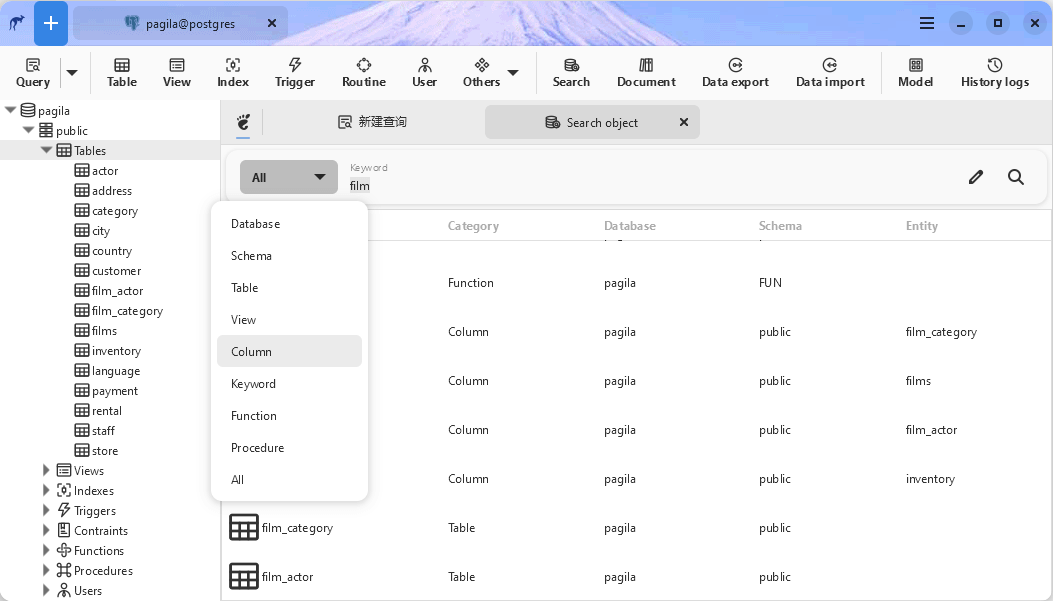 pagila@postgres
Query
Table
View
Index
Trigger
Routine
User
Others
Search
Document
Data export
Data import
Model
History logs
pagila
public
Tables
actor
address
category
city
country
customer
film_actor
film_category
films
inventory
language
payment
rental
staff
store
Views
Indexes
Triggers
Contraints
Functions
Procedures
Users
新建查询
Search object
All
Keyword
film
Database
Schema
Table
View
Column
Keyword
Function
Procedure
All
Category Database Schema Entity
Function pagila FUN
Column pagila public film_category
Column pagila public films
Column pagila public film_actor
Column pagila public inventory
film_category Table pagila public
film_actor Table pagila public